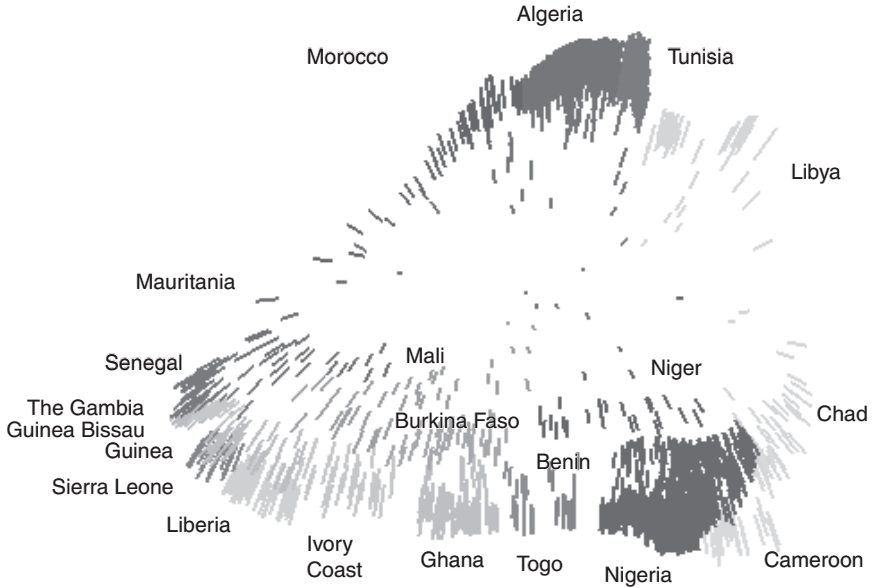 Algeria
Morocco
Tunisia
Libya
Mauritania
Mali
Senegal
Niger
The Gambia
Guinea Bissau
Chad
Burkina Faso
Guinea
Benin
Sierra Leone
Liberia
Ivory
Coast
Ghana
Togo
Nigeria
Cameroon